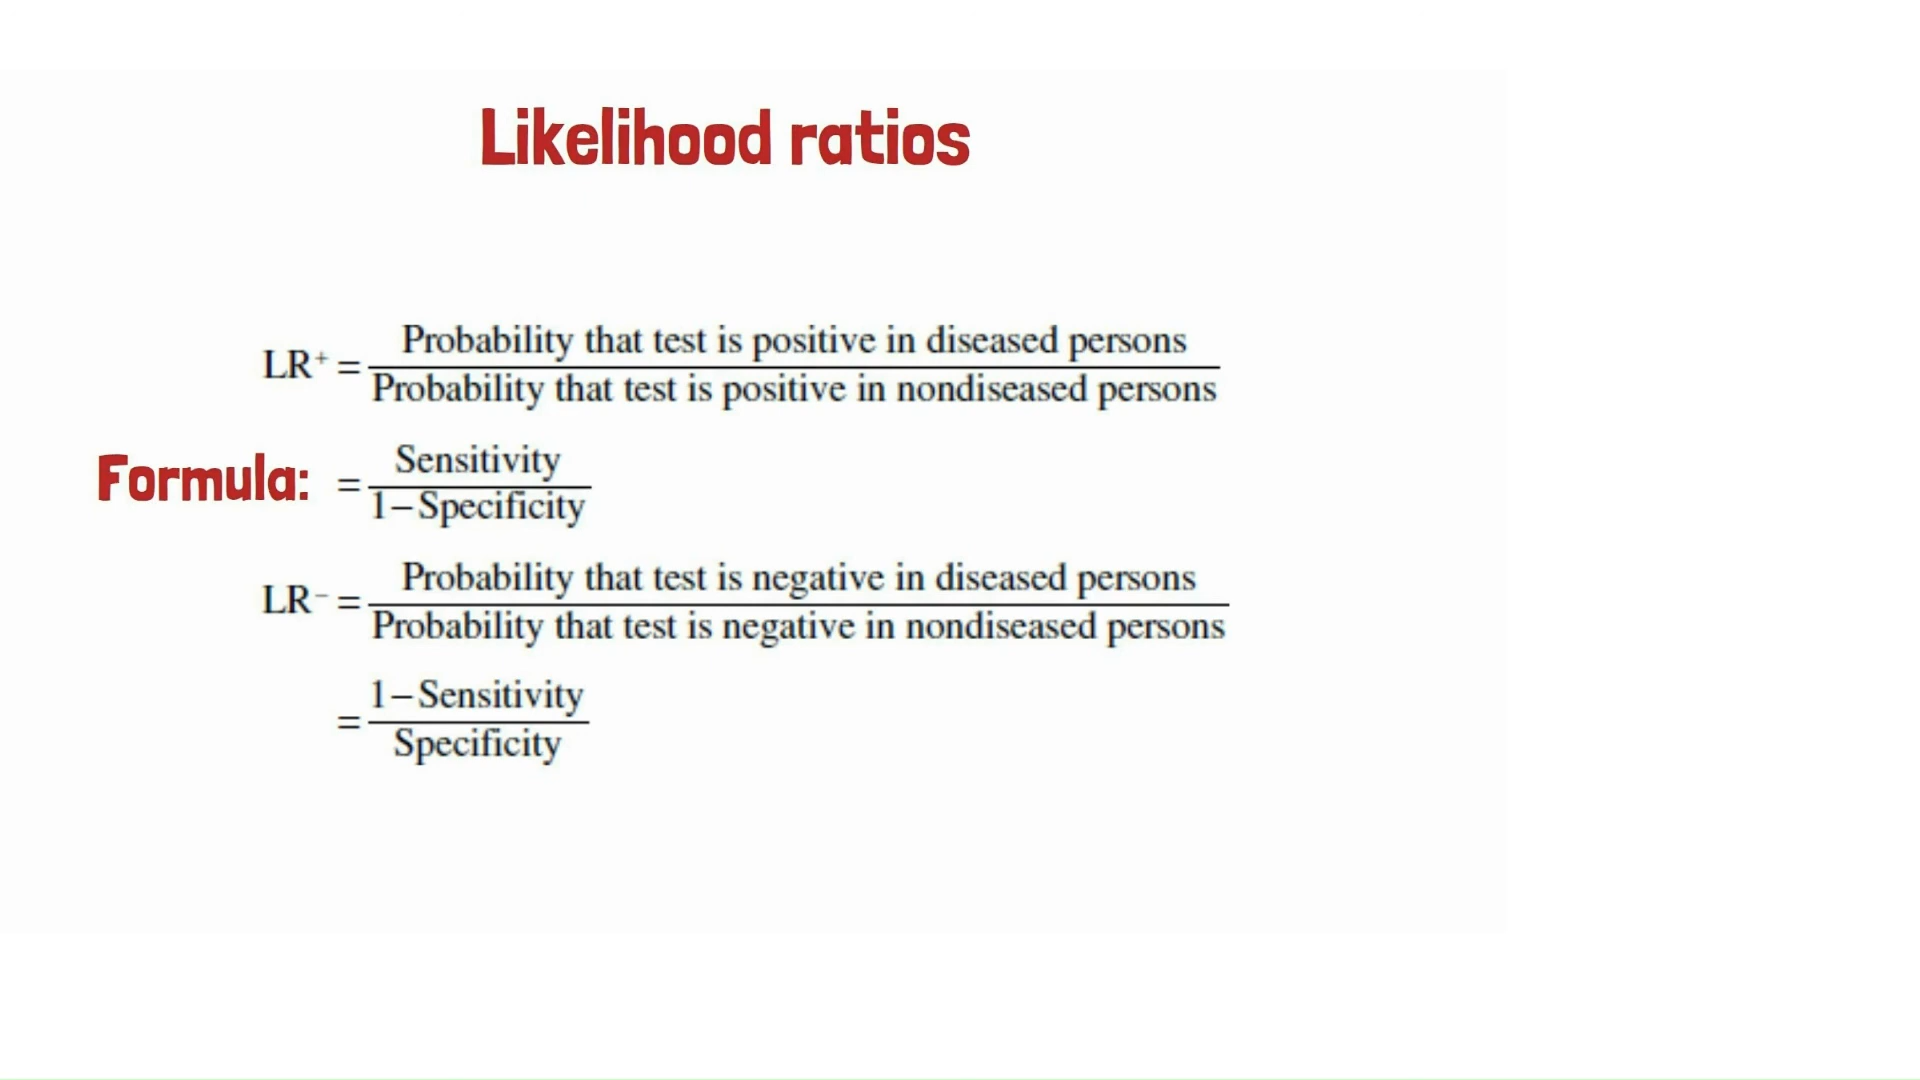 Likelihood ratios
LR⁺ = Probability that test is positive in diseased persons
Probability that test is positive in nondiseased persons
Formula: = Sensitivity
1–Specificity
LR⁻ = Probability that test is negative in diseased persons
Probability that test is negative in nondiseased persons
= 1–Sensitivity
Specificity